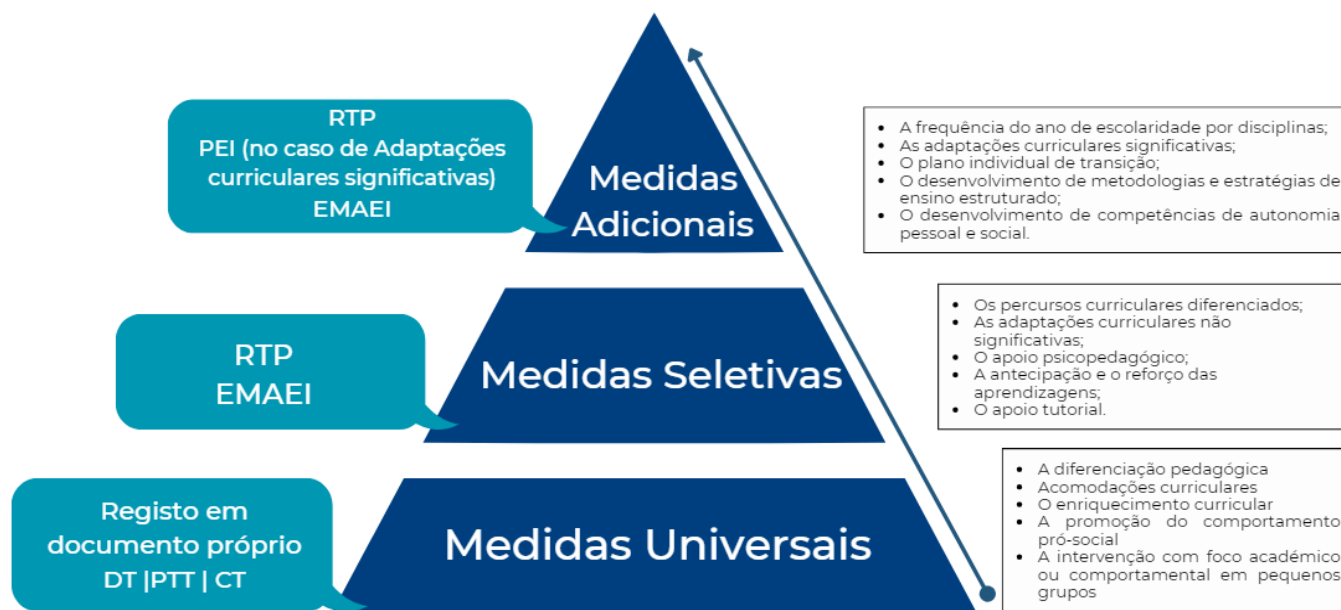 RTP
PEI (no caso de Adaptações
curriculares significativas)
EMAEI
Medidas
Adicionais
• A frequência do ano de escolaridade por disciplinas;
• As adaptações curriculares significativas;
• O plano individual de transição;
• O desenvolvimento de metodologias e estratégias de
ensino estruturado;
• O desenvolvimento de competências de autonomia
pessoal e social.
RTP
EMAEI
Medidas Seletivas
• Os percursos curriculares diferenciados;
• As adaptações curriculares não
significativas;
• O apoio psicopedagógico;
• A antecipação e o reforço das
aprendizagens;
• O apoio tutorial.
Registo em
documento próprio
DT |PTT | CT
Medidas Universais
• A diferenciação pedagógica
• Acomodações curriculares
• O enriquecimento curricular
• A promoção do comportamento
pró-social
• A intervenção com foco académico
ou comportamental em pequenos
grupos